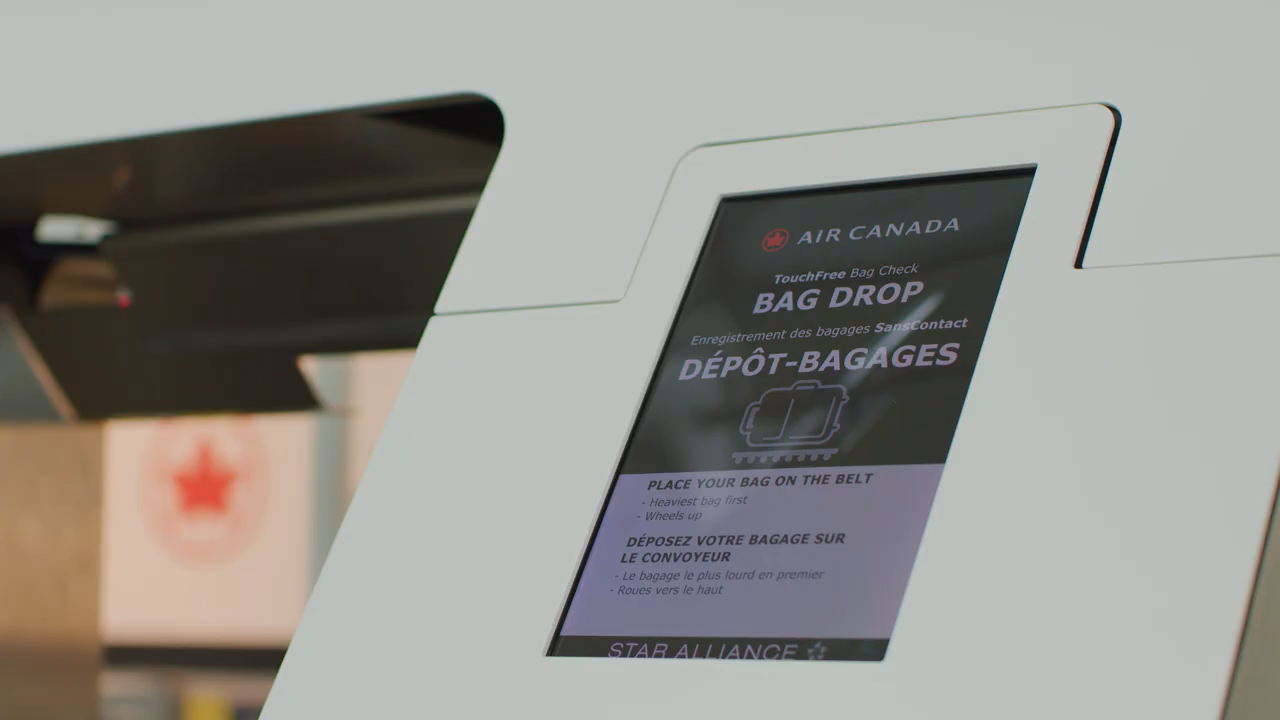 AIR CANADA
TouchFree Bag Check
BAG DROP
Enregistrement des bagages SansContact
DÉPÔT-BAGAGES
PLACE YOUR BAG ON THE BELT
- Heaviest bag first
- Wheels up
DÉPOSEZ VOTRE BAGAGE SUR
LE CONVOYEUR
- Le bagage le plus lourd en premier
- Roues vers le haut
STAR ALLIANCE